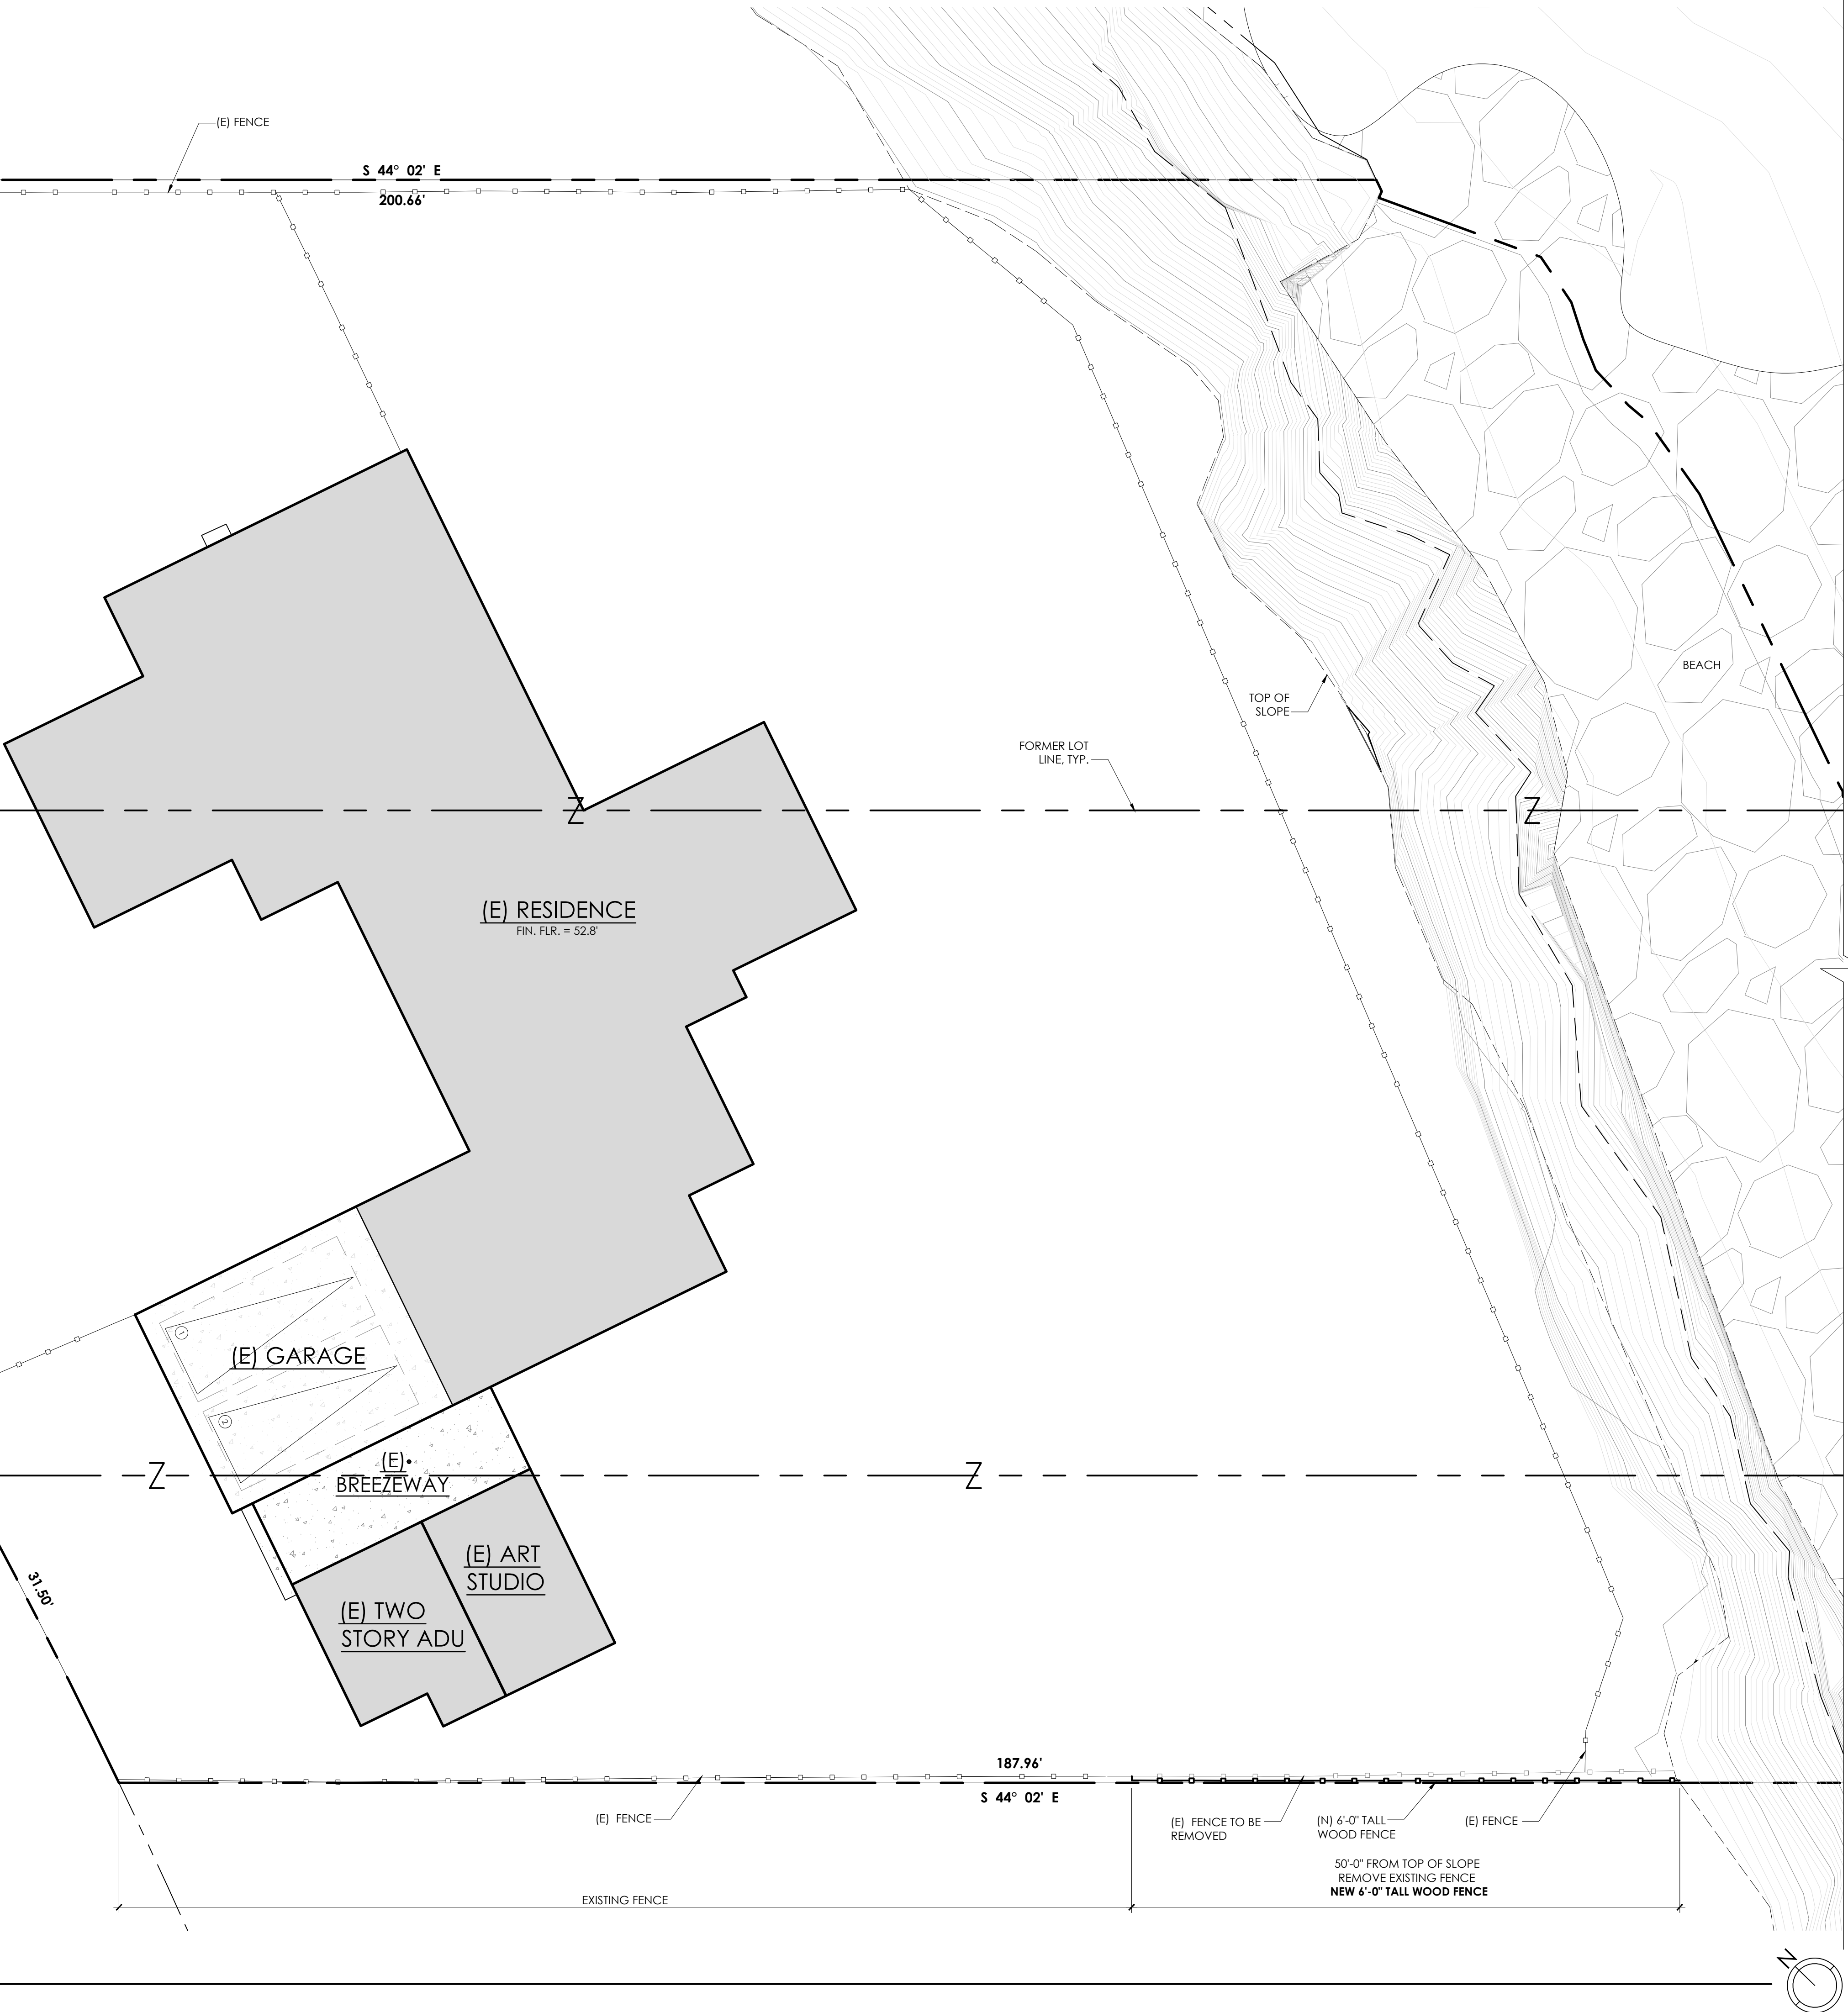 (E) FENCE
S 44° 02' E
200.66'
BEACH
TOP OF
SLOPE
FORMER LOT
LINE, TYP.
Z
Z
(E) RESIDENCE
FIN. FLR. = 52.8'
1
(E) GARAGE
2
(E)
BREEZEWAY
Z
Z
(E) ART
STUDIO
(E) TWO
STORY ADU
31.50'
187.96'
S 44° 02' E
(E) FENCE
(E) FENCE TO BE
REMOVED
(N) 6'-0" TALL
WOOD FENCE
(E) FENCE
50'-0" FROM TOP OF SLOPE
REMOVE EXISTING FENCE
NEW 6'-0" TALL WOOD FENCE
EXISTING FENCE
N